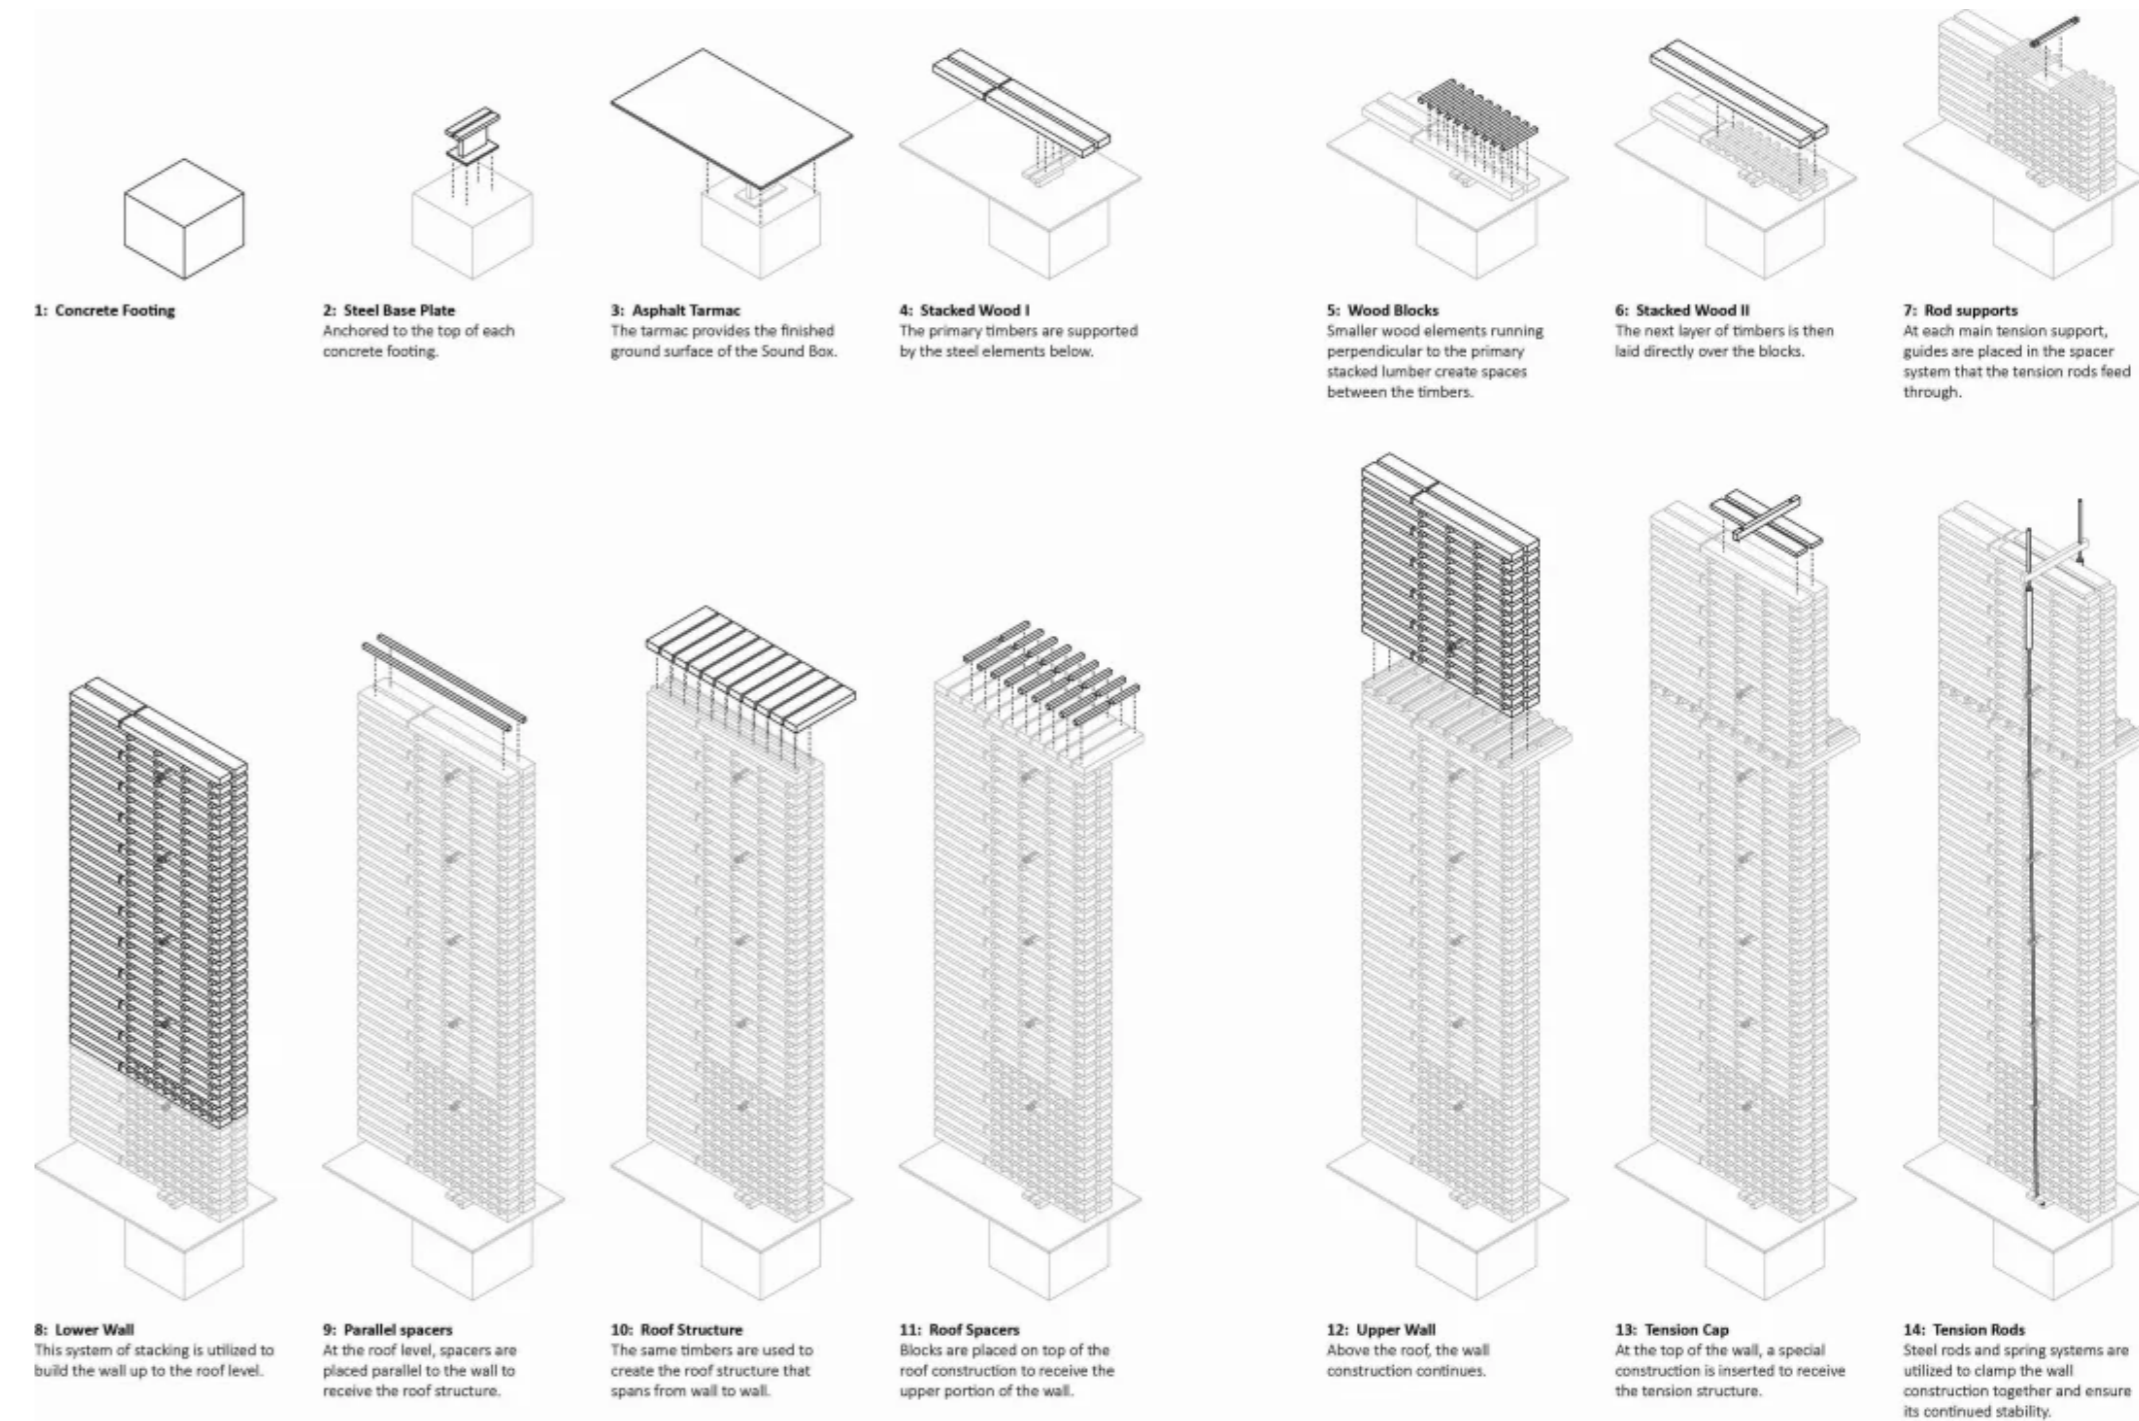 1: Concrete Footing
2: Steel Base Plate
Anchored to the top of each
concrete footing.
3: Asphalt Tarmac
The tarmac provides the finished
ground surface of the Sound Box.
4: Stacked Wood I
The primary timbers are supported
by the steel elements below.
5: Wood Blocks
Smaller wood elements running
perpendicular to the primary
stacked lumber create spaces
between the timbers.
6: Stacked Wood II
The next layer of timbers is then
laid directly over the blocks.
7: Rod supports
At each main tension support,
guides are placed in the spacer
system that the tension rods feed
through.
8: Lower Wall
This system of stacking is utilized to
build the wall up to the roof level.
9: Parallel spacers
At the roof level, spacers are
placed parallel to the wall to
receive the roof structure.
10: Roof Structure
The same timbers are used to
create the roof structure that
spans from wall to wall.
11: Roof Spacers
Blocks are placed on top of the
roof construction to receive the
upper portion of the wall.
12: Upper Wall
Above the roof, the wall
construction continues.
13: Tension Cap
At the top of the wall, a special
construction is inserted to receive
the tension structure.
14: Tension Rods
Steel rods and spring systems are
utilized to clamp the wall
construction together and ensure
its continued stability.